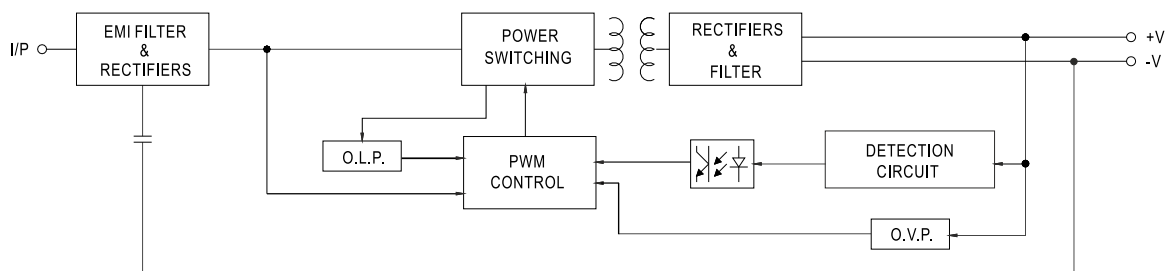 I/P
EMI FILTER
&
RECTIFIERS
POWER
SWITCHING
RECTIFIERS
&
FILTER
+V
-V
O.L.P.
PWM
CONTROL
DETECTION
CIRCUIT
O.V.P.